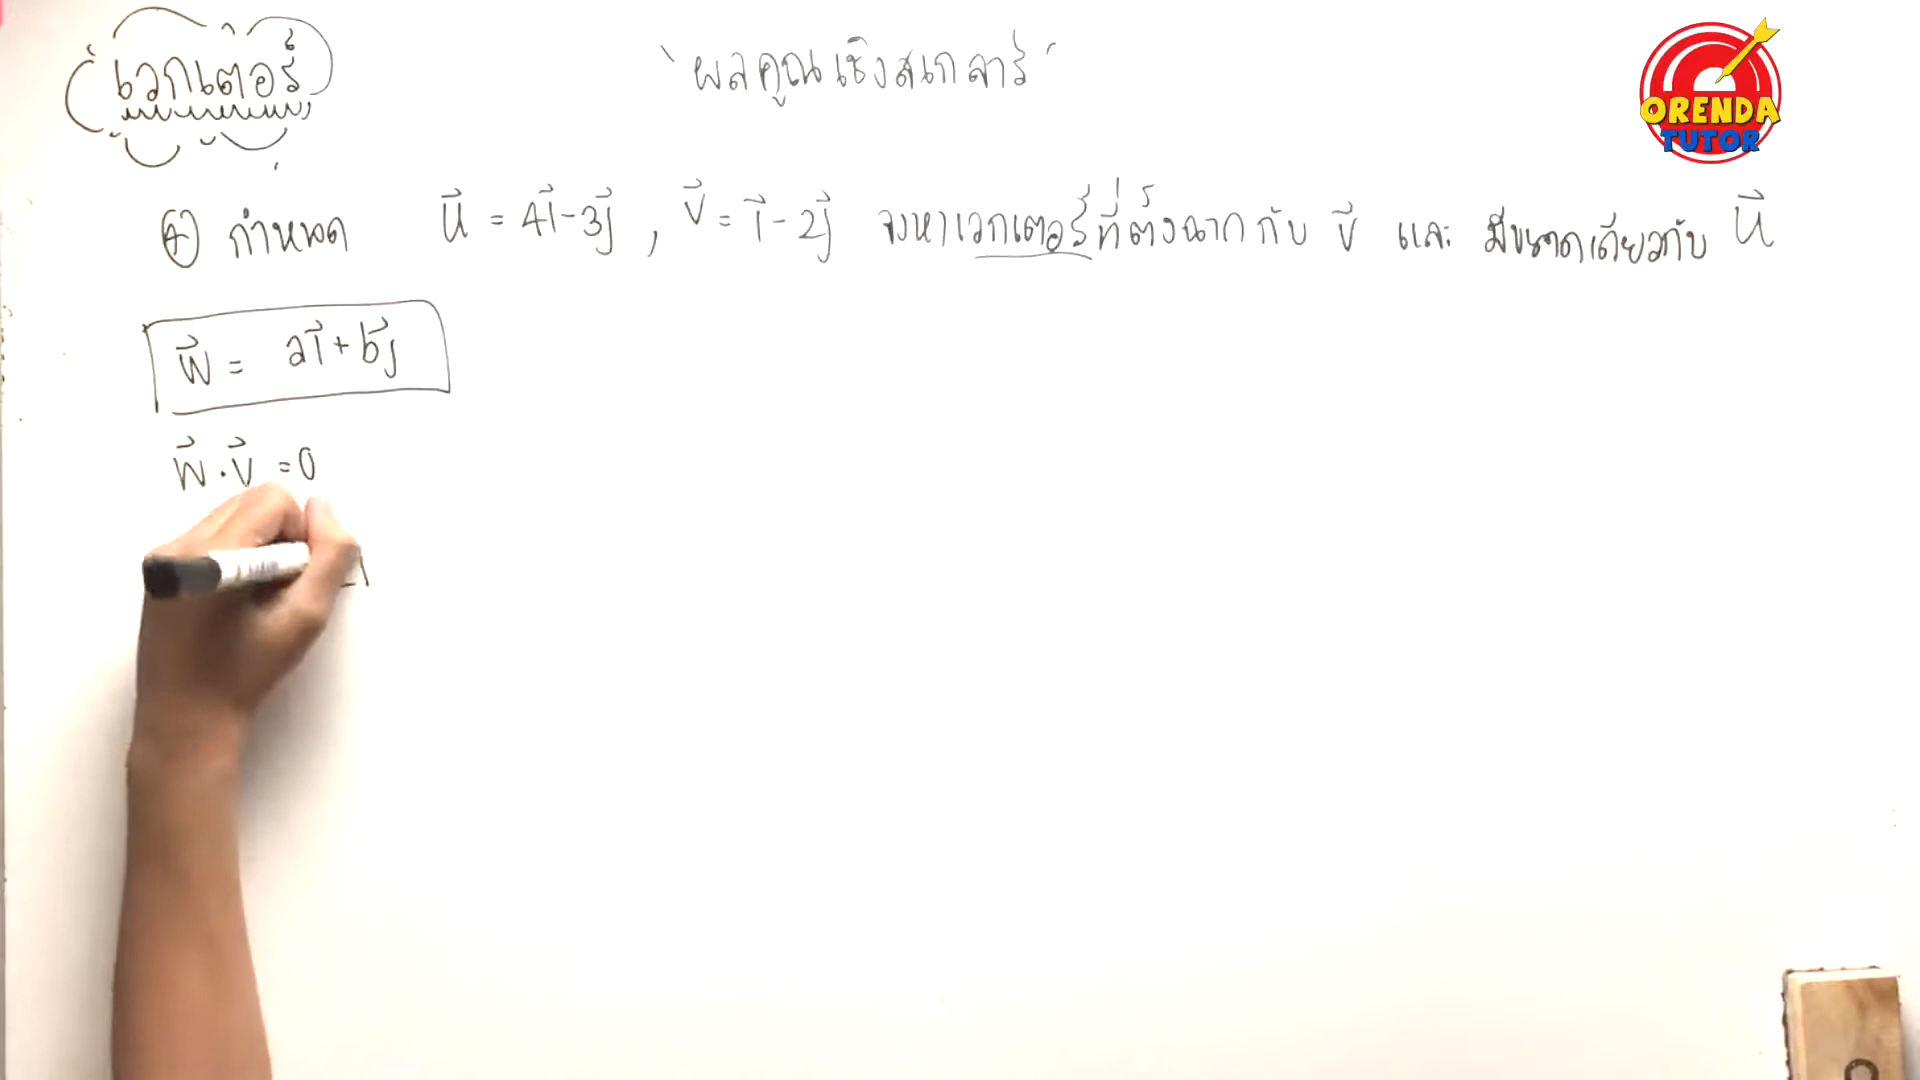 เวกเตอร์
"ผลคูณเชิงสเกลาร์"
ORENDA
TUTOR
④ กำหนด u⃗ = 4i⃗ - 3j⃗ , v⃗ = i⃗ - 2j⃗ จงหาเวกเตอร์ที่ตั้งฉากกับ v⃗ และ มีขนาดเดียวกับ u⃗
w⃗ = ai⃗ + bj⃗
w⃗ · v⃗ = 0